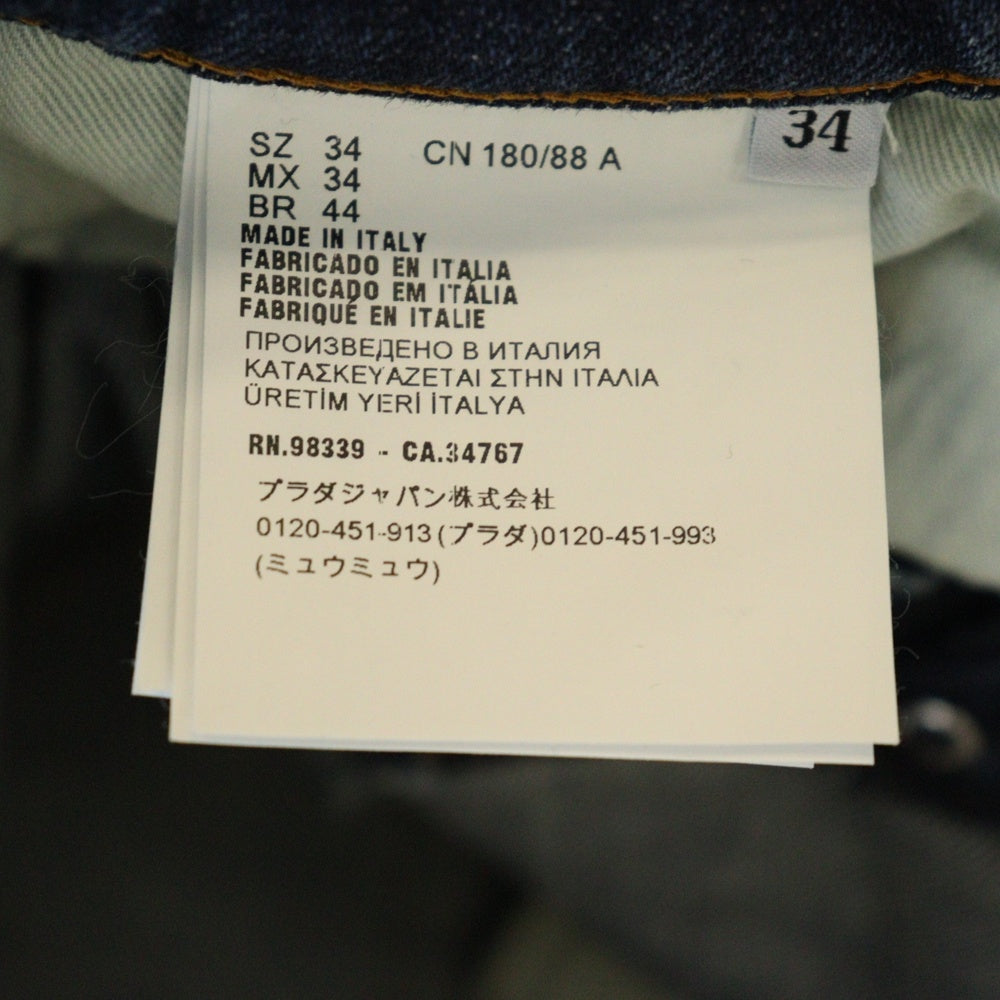 SZ 34 CN 180/88 A 34
MX 34
BR 44
MADE IN ITALY
FABRICADO EN ITALIA
FABRICADO EM ITÁLIA
FABRIQUÉ EN ITALIE
ПРОИЗВЕДЕНО В ИТАЛИЯ
ΚΑΤΑΣΚΕΥΑΖΕΤΑΙ ΣΤΗΝ ΙΤΑΛΙΑ
ÜRETİM YERİ İTALYA
RN.98339 - CA.34767
プラダジャパン株式会社
0120-451-913(プラダ)0120-451-993
(ミュウミュウ)